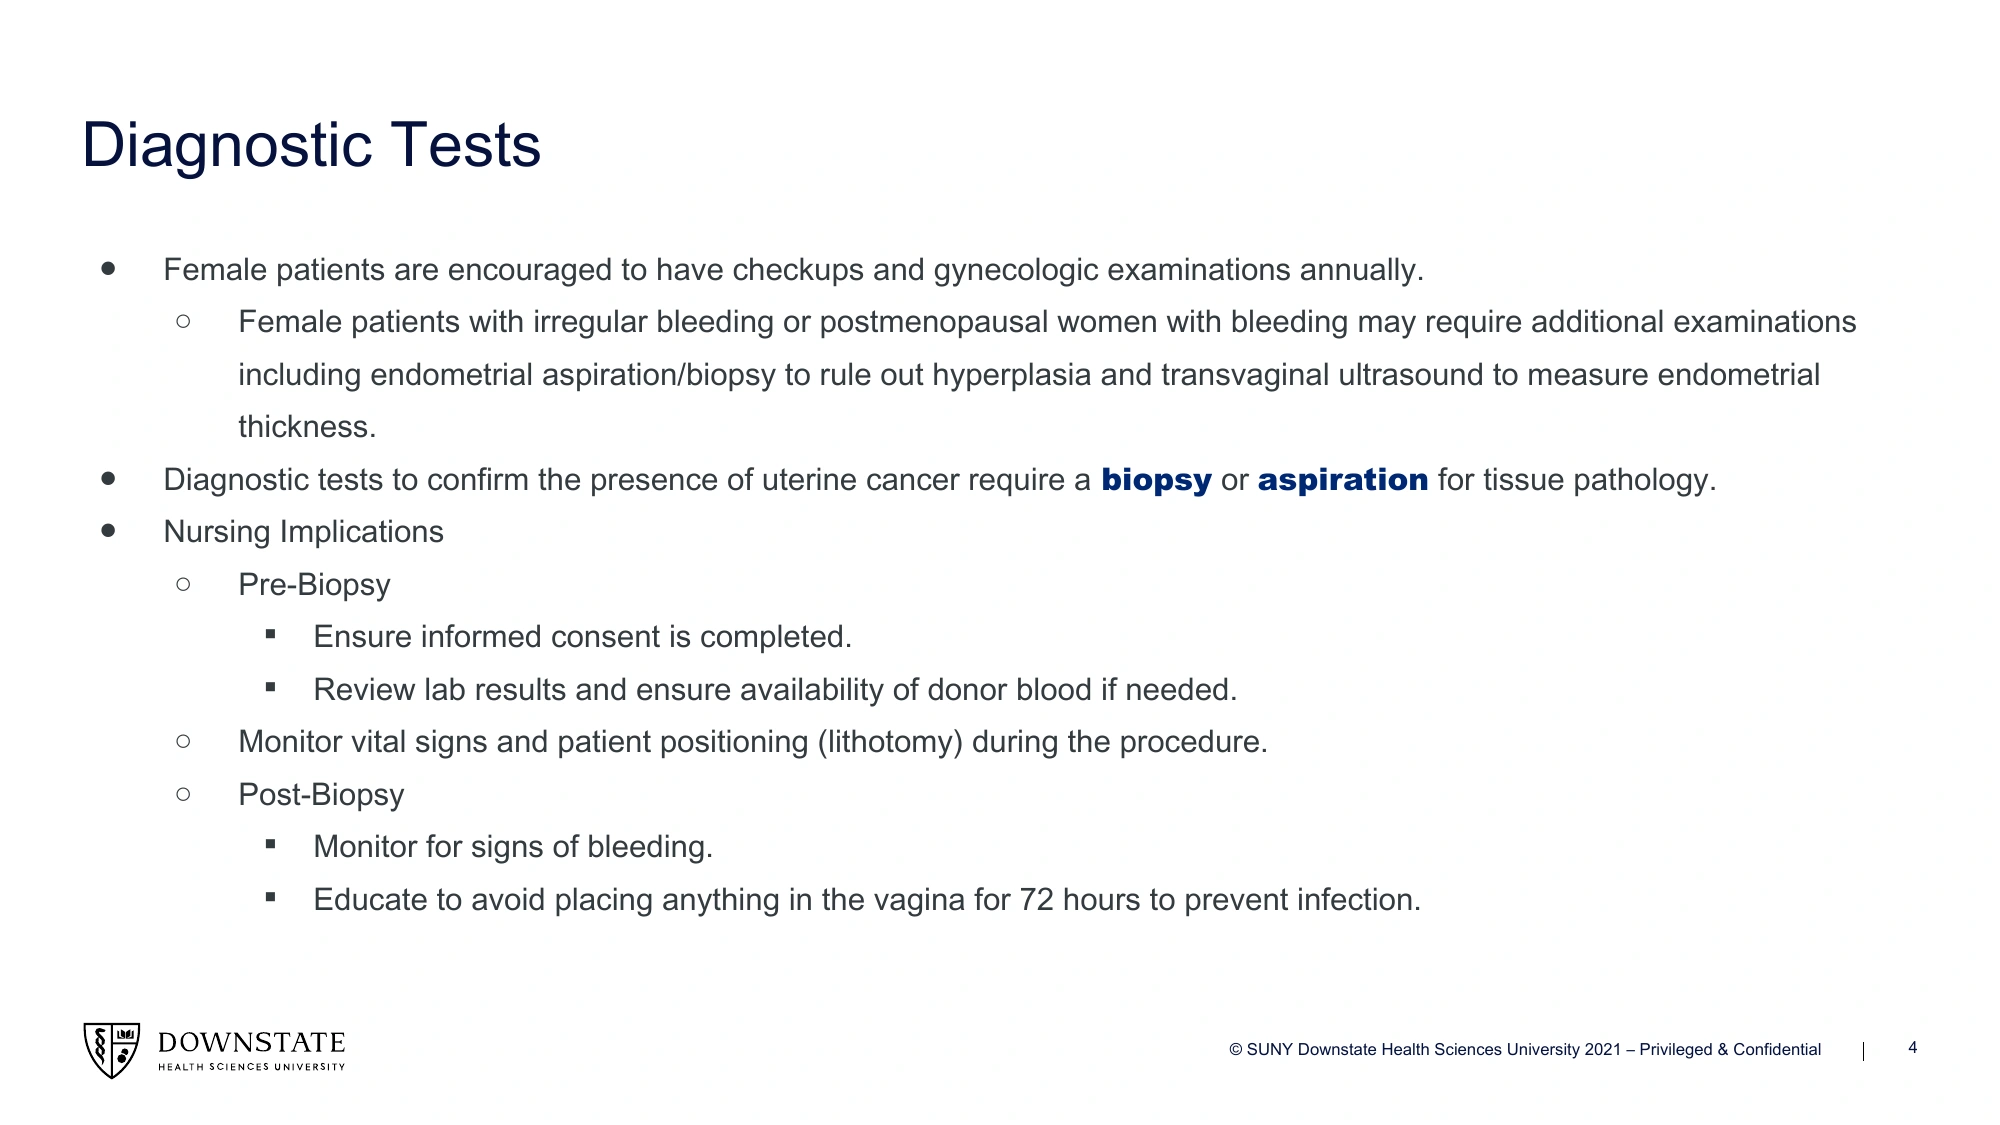 Diagnostic Tests
● Female patients are encouraged to have checkups and gynecologic examinations annually.
○ Female patients with irregular bleeding or postmenopausal women with bleeding may require additional examinations
including endometrial aspiration/biopsy to rule out hyperplasia and transvaginal ultrasound to measure endometrial
thickness.
● Diagnostic tests to confirm the presence of uterine cancer require a biopsy or aspiration for tissue pathology.
● Nursing Implications
○ Pre-Biopsy
▪ Ensure informed consent is completed.
▪ Review lab results and ensure availability of donor blood if needed.
○ Monitor vital signs and patient positioning (lithotomy) during the procedure.
○ Post-Biopsy
▪ Monitor for signs of bleeding.
▪ Educate to avoid placing anything in the vagina for 72 hours to prevent infection.
DOWNSTATE
HEALTH SCIENCES UNIVERSITY
© SUNY Downstate Health Sciences University 2021 – Privileged & Confidential | 4